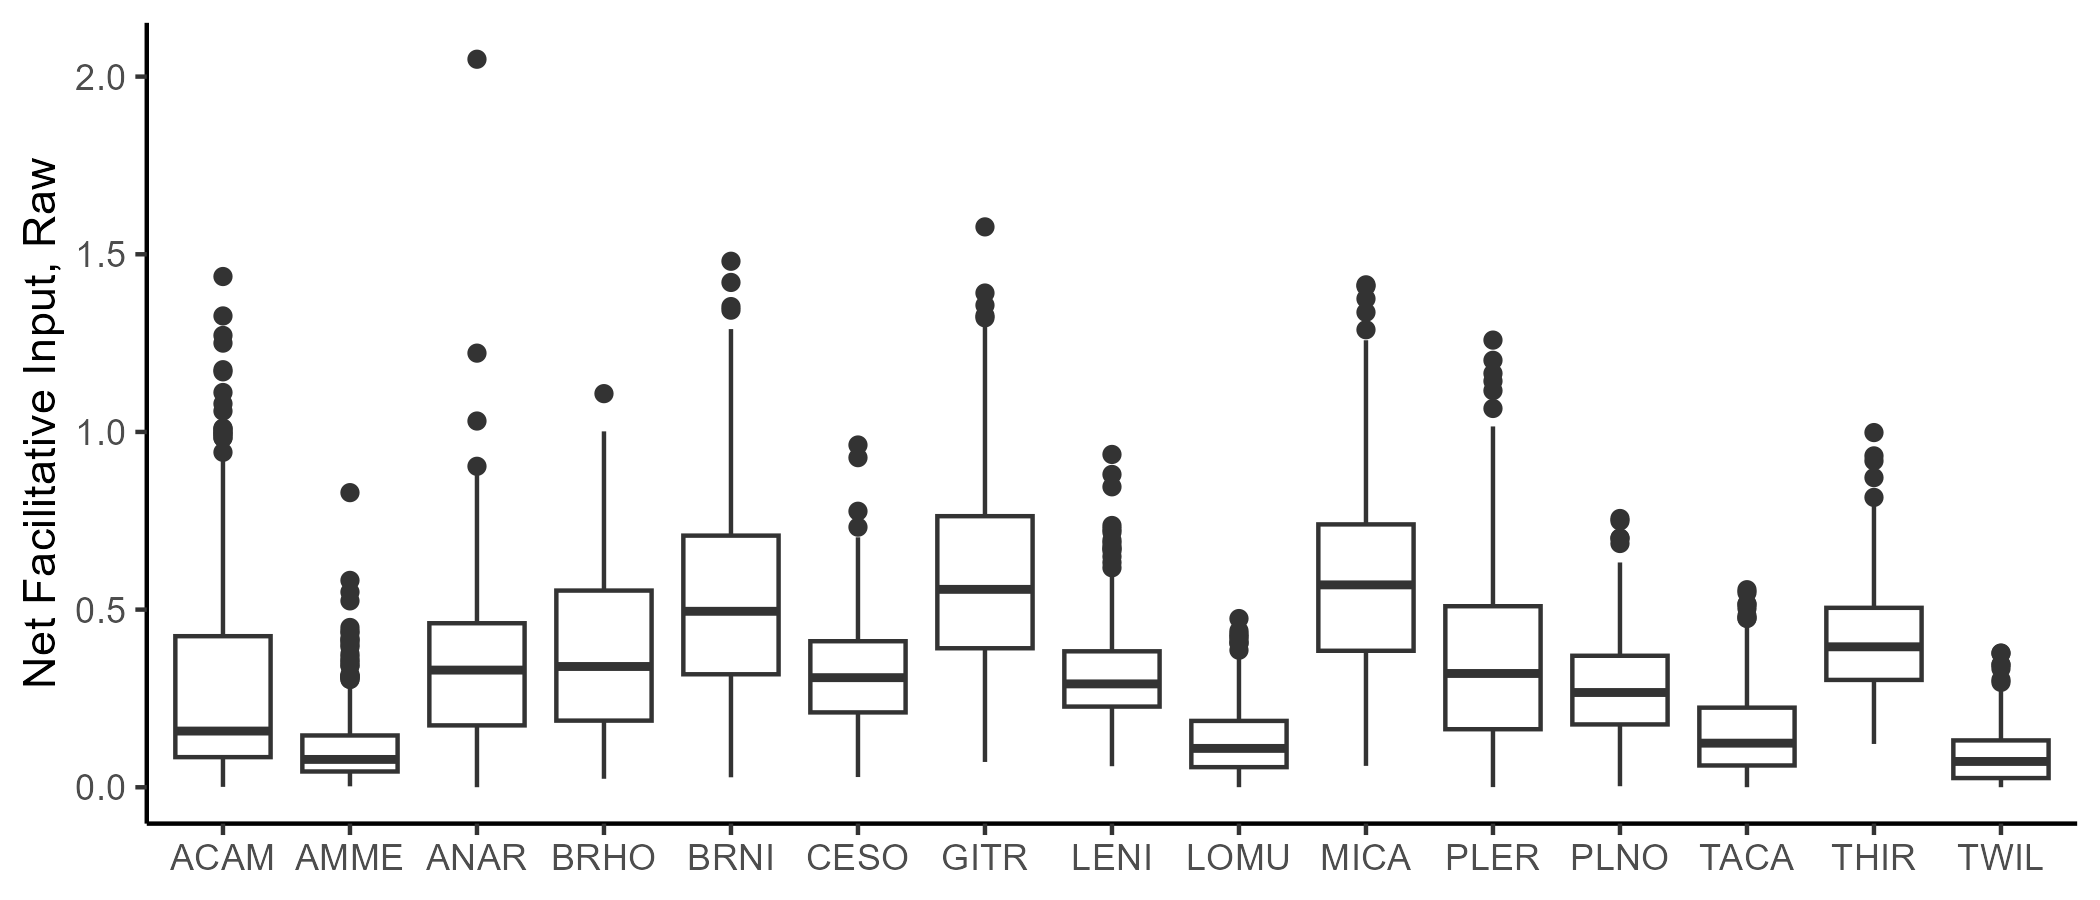 Net Facilitative Input, Raw
2.0
1.5
1.0
0.5
0.0
ACAM AMME ANAR BRHO BRNI CESO GITR LENI LOMU MICA PLER PLNO TACA THIR TWIL